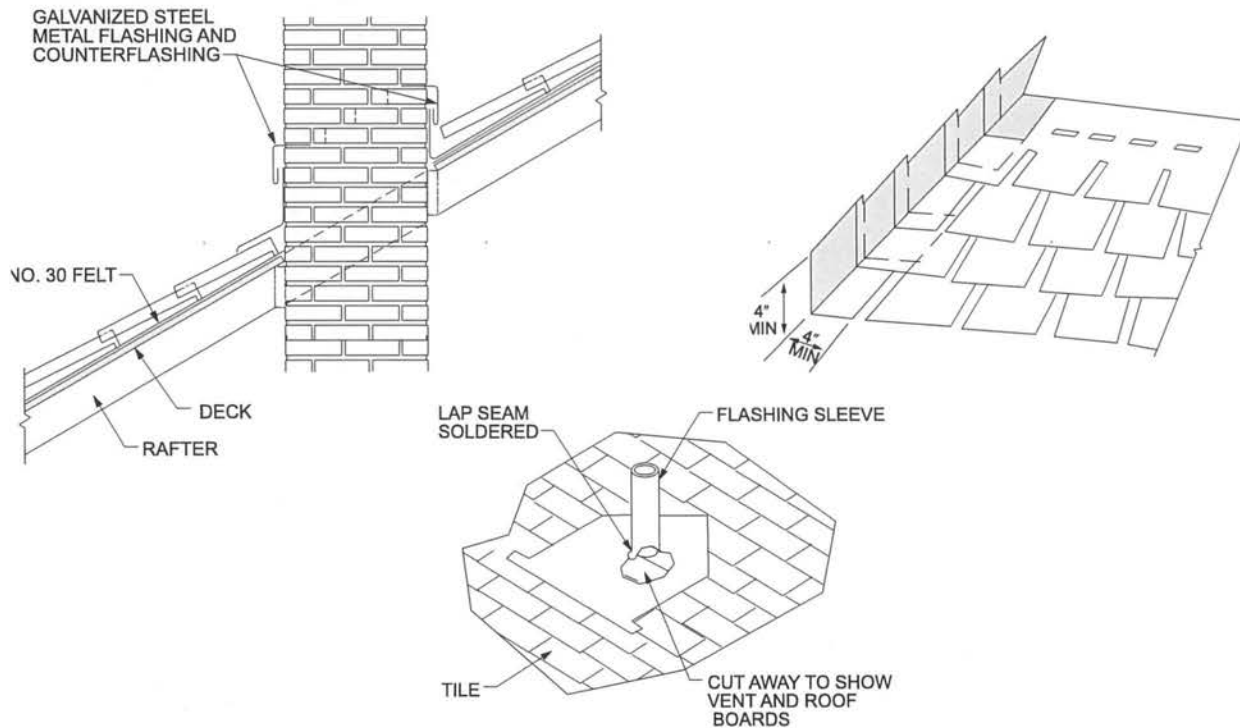 GALVANIZED STEEL
METAL FLASHING AND
COUNTERFLASHING
NO. 30 FELT
DECK
RAFTER
4"
MIN
4"
MIN
LAP SEAM
SOLDERED
FLASHING SLEEVE
TILE
CUT AWAY TO SHOW
VENT AND ROOF
BOARDS